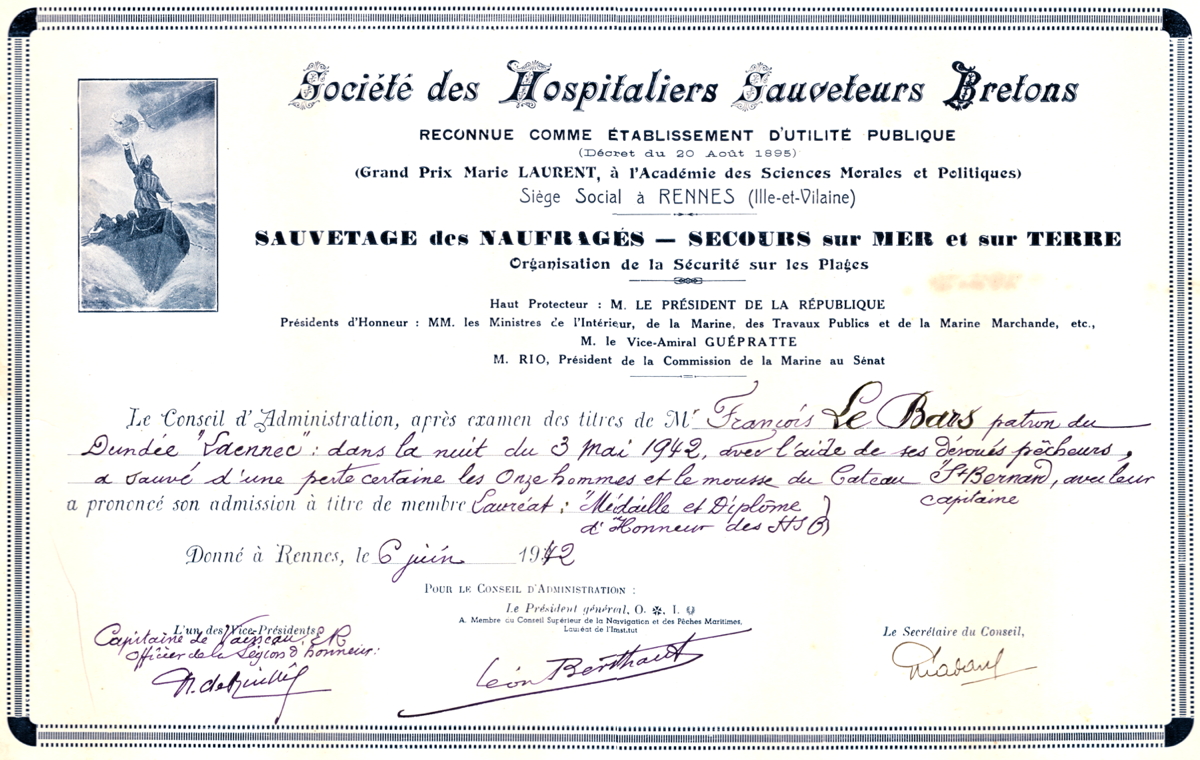 Société des Hospitaliers Sauveteurs Bretons
RECONNUE COMME ÉTABLISSEMENT D'UTILITÉ PUBLIQUE
(Décret du 20 Août 1895)
(Grand Prix Marie LAURENT, à l'Académie des Sciences Morales et Politiques)
Siège Social à RENNES (Ille-et-Vilaine)
SAUVETAGE des NAUFRAGÉS — SECOURS sur MER et sur TERRE
Organisation de la Sécurité sur les Plages
Haut Protecteur : M. LE PRÉSIDENT DE LA RÉPUBLIQUE
Présidents d'Honneur : MM. les Ministres de l'Intérieur, de la Marine, des Travaux Publics et de la Marine Marchande, etc.,
M. le Vice-Amiral GUÉPRATTE
M. RIO, Président de la Commission de la Marine au Sénat
Le Conseil d'Administration, après examen des titres de Mr François Le Bars patron du
Dundée "Laennec": dans la nuit du 3 Mai 1942, avec l'aide de ses dévoués pêcheurs,
a sauvé d'une perte certaine les Onze hommes et le mousse du Cateau "St Bernard, avec leur
capitaine
a prononcé son admission à titre de membre Lauréat ; "Médaille et Diplôme
d'Honneur des HSB)
Donné à Rennes, le 6 juin 1942
POUR LE CONSEIL D'ADMINISTRATION :
Le Président général, O. I.
A. Membre du Conseil Supérieur de la Navigation et des Pêches Maritimes,
Lauréat de l'Institut
L'un des Vice-Présidents
Capitaine de Vaisseau ER
Officier de la Légion d'honneur:
Léon Berthaut
Le Secrétaire du Conseil,